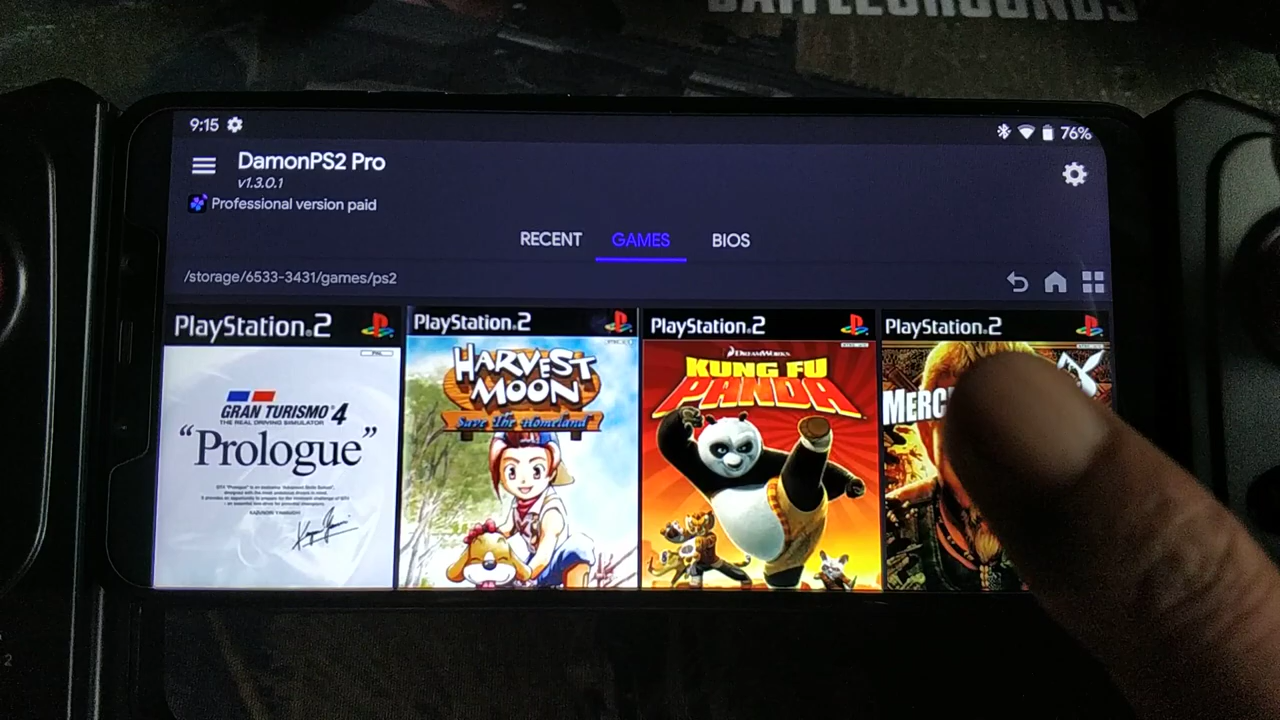 BATTLEGROUNDS
9:15 76%
DamonPS2 Pro
v1.3.0.1
Professional version paid
RECENT GAMES BIOS
/storage/6533-3431/games/ps2
PlayStation.2
GRAN TURISMO 4
THE REAL DRIVING SIMULATOR
"Prologue"
PlayStation.2
HARVEST
MOON
Save The Homeland
PlayStation.2
DREAMWORKS
KUNG FU
PANDA
PlayStation.2
MERC
2